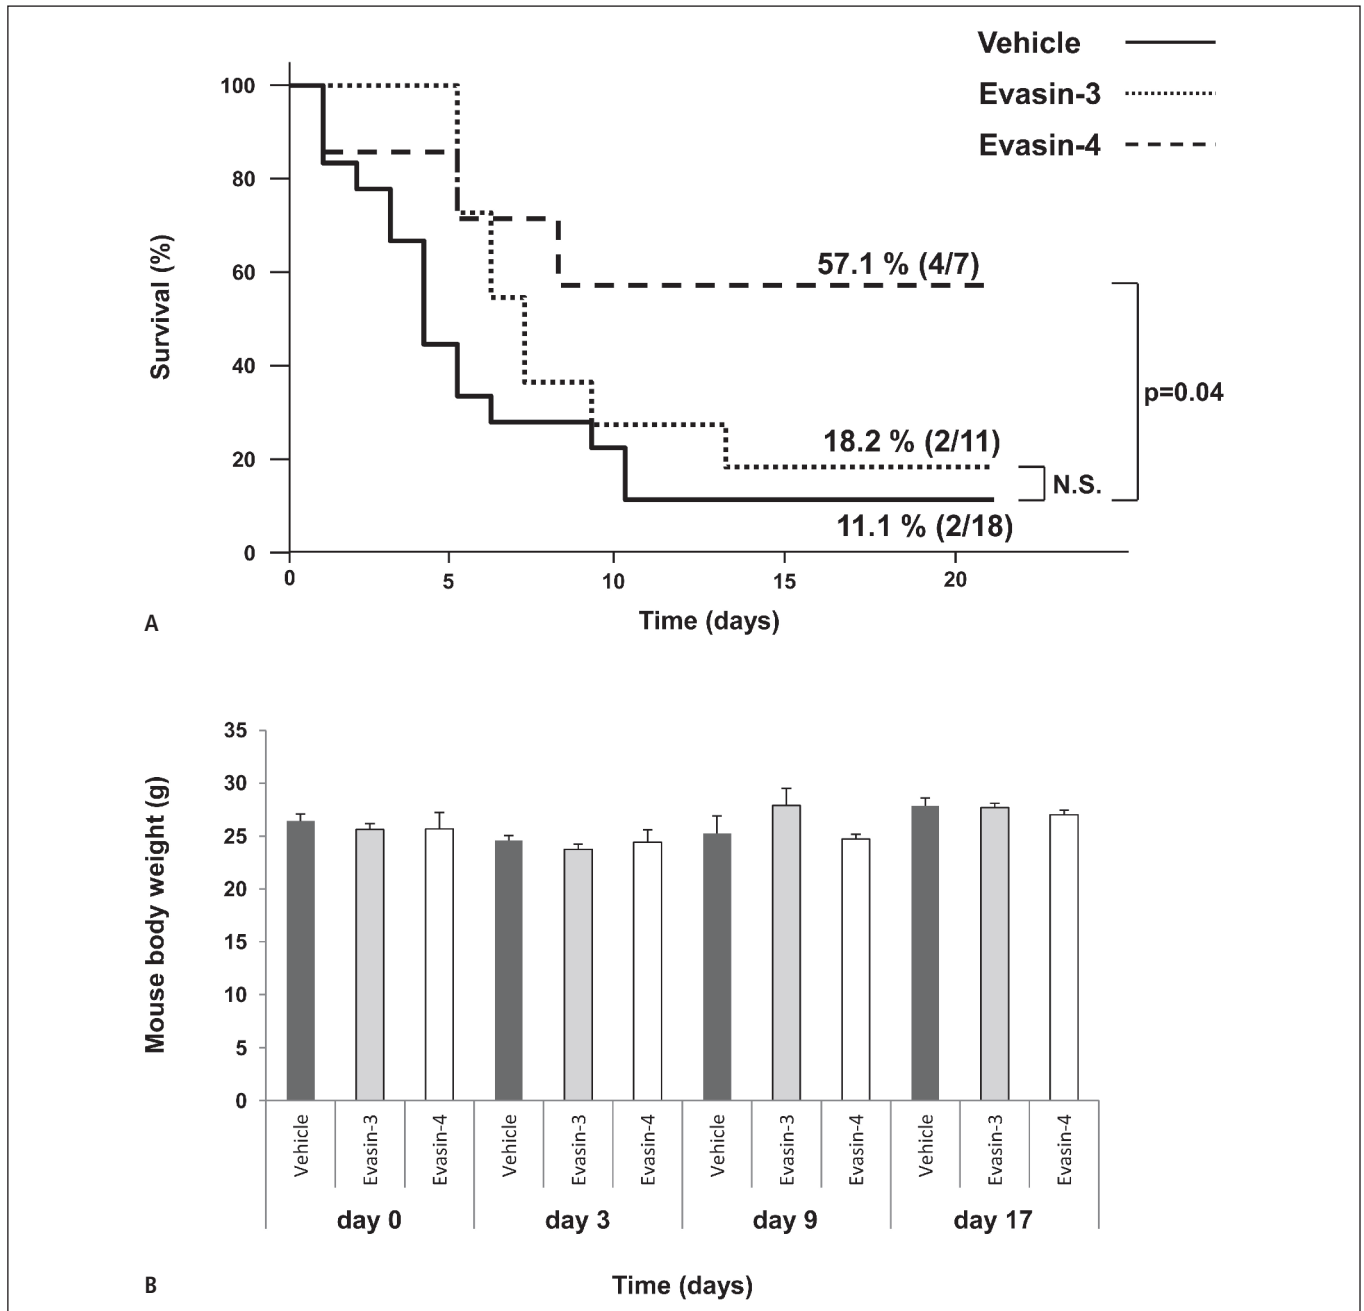 Vehicle
Evasin-3
Evasin-4
100
80
60
40
20
0
Survival (%)
57.1 % (4/7)
p=0.04
18.2 % (2/11)
N.S.
11.1 % (2/18)
0 5 10 15 20
Time (days)
A
35
30
25
20
15
10
5
0
Mouse body weight (g)
Vehicle Evasin-3 Evasin-4 Vehicle Evasin-3 Evasin-4 Vehicle Evasin-3 Evasin-4 Vehicle Evasin-3 Evasin-4
day 0 day 3 day 9 day 17
Time (days)
B